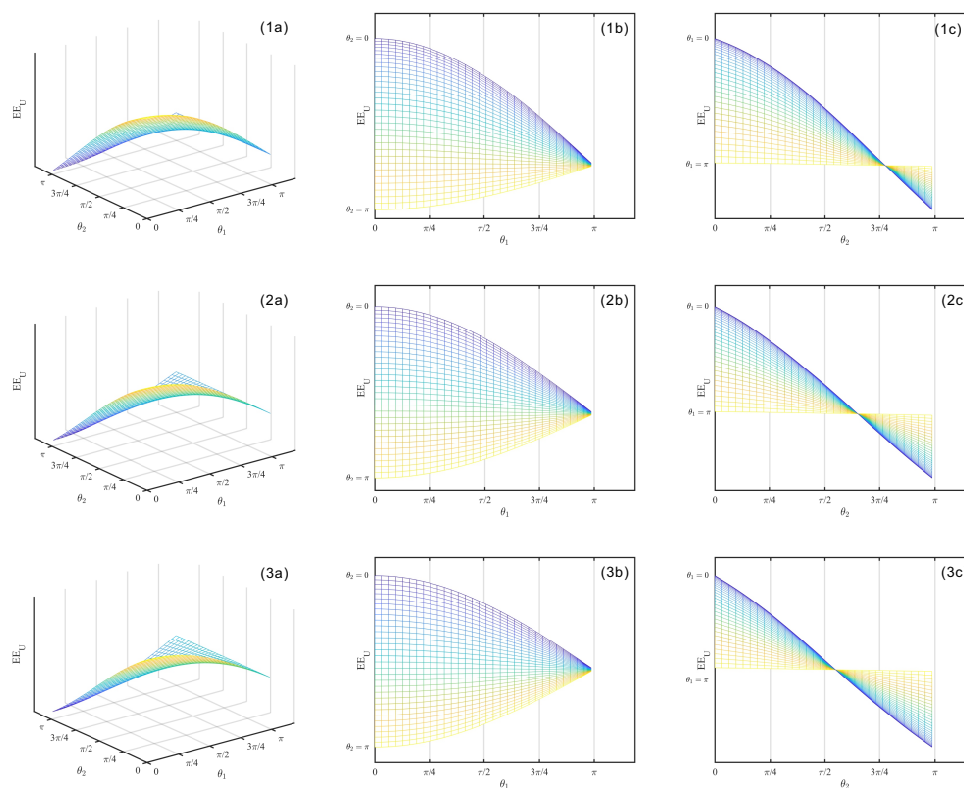 (1a)
EE_U
π
3π/4
π/2
π/4
0
θ_2
0
π/4
π/2
3π/4
π
θ_1
(1b)
θ_2 = 0
EE_U
θ_2 = π
0
π/4
π/2
3π/4
π
θ_1
(1c)
θ_1 = 0
EE_U
θ_1 = π
0
π/4
π/2
3π/4
π
θ_2
(2a)
EE_U
π
3π/4
π/2
π/4
0
θ_2
0
π/4
π/2
3π/4
π
θ_1
(2b)
θ_2 = 0
EE_U
θ_2 = π
0
π/4
π/2
3π/4
π
θ_1
(2c)
θ_1 = 0
EE_U
θ_1 = π
0
π/4
π/2
3π/4
π
θ_2
(3a)
EE_U
π
3π/4
π/2
π/4
0
θ_2
0
π/4
π/2
3π/4
π
θ_1
(3b)
θ_2 = 0
EE_U
θ_2 = π
0
π/4
π/2
3π/4
π
θ_1
(3c)
θ_1 = 0
EE_U
θ_1 = π
0
π/4
π/2
3π/4
π
θ_2